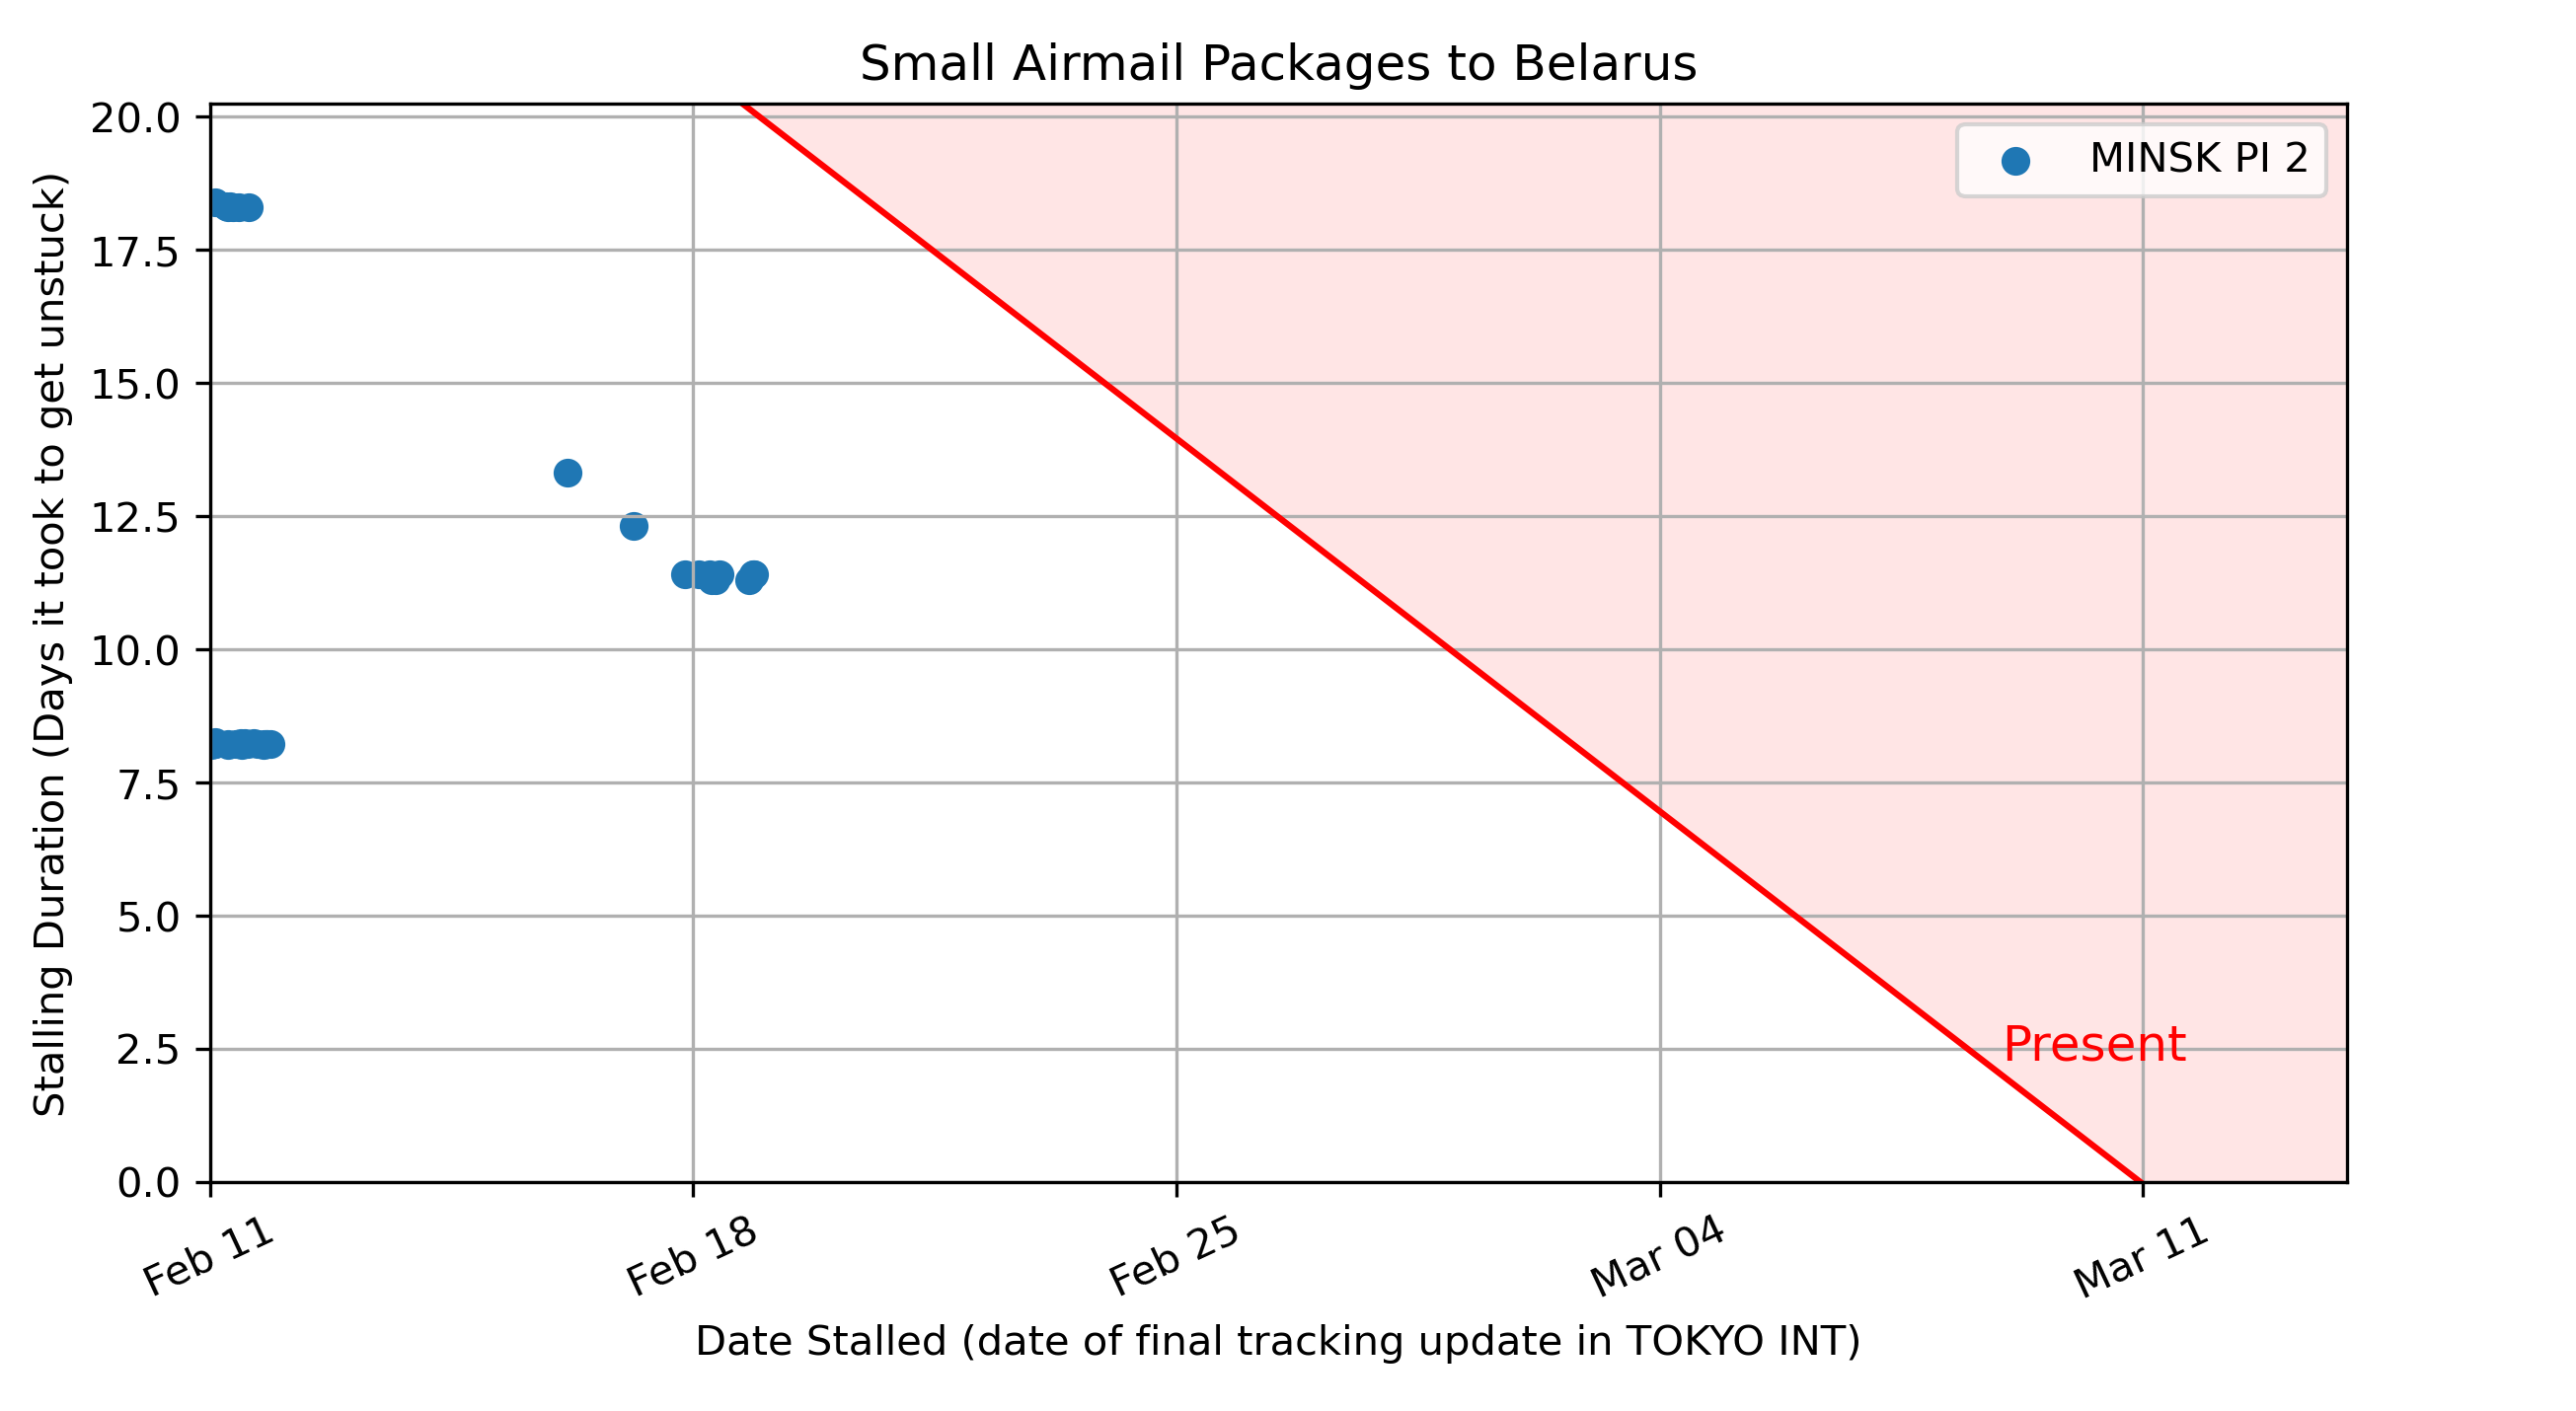 Small Airmail Packages to Belarus
MINSK PI 2
Stalling Duration (Days it took to get unstuck)
20.0
17.5
15.0
12.5
10.0
7.5
5.0
2.5
0.0
Present
Feb 11
Feb 18
Feb 25
Mar 04
Mar 11
Date Stalled (date of final tracking update in TOKYO INT)